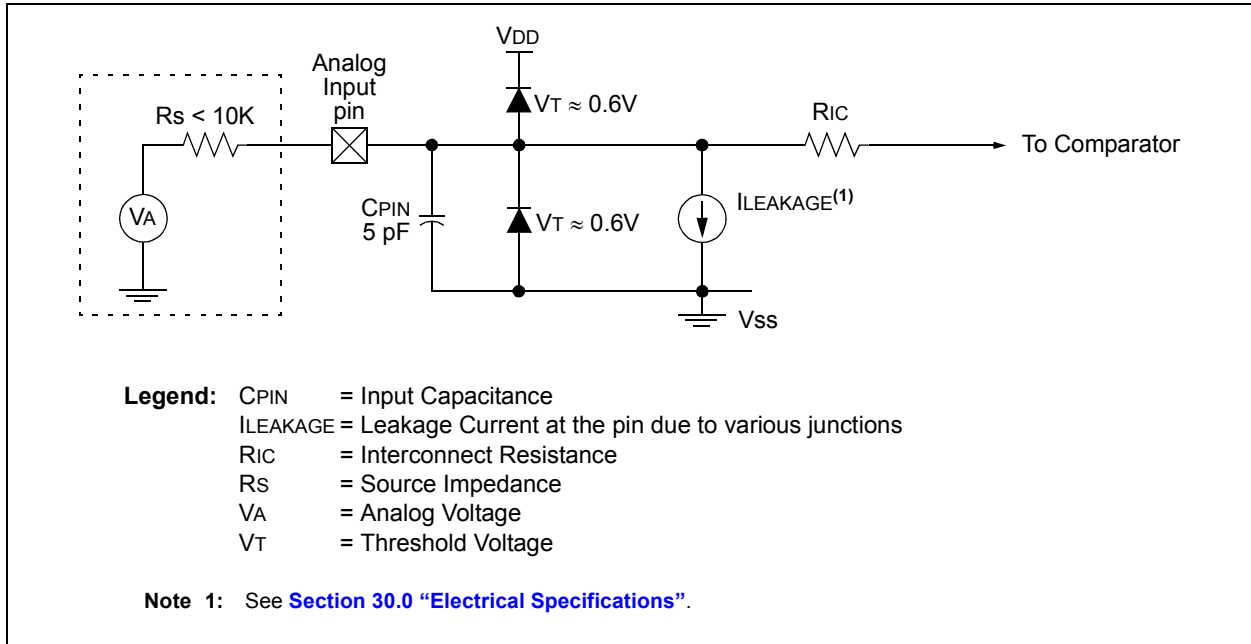 VDD
Analog
Input
pin
Rs < 10K
VT ≈ 0.6V
RIC
To Comparator
VA
CPIN
5 pF
VT ≈ 0.6V
ILEAKAGE(1)
Vss
Legend: CPIN = Input Capacitance
ILEAKAGE = Leakage Current at the pin due to various junctions
RIC = Interconnect Resistance
RS = Source Impedance
VA = Analog Voltage
VT = Threshold Voltage
Note 1: See Section 30.0 “Electrical Specifications”.